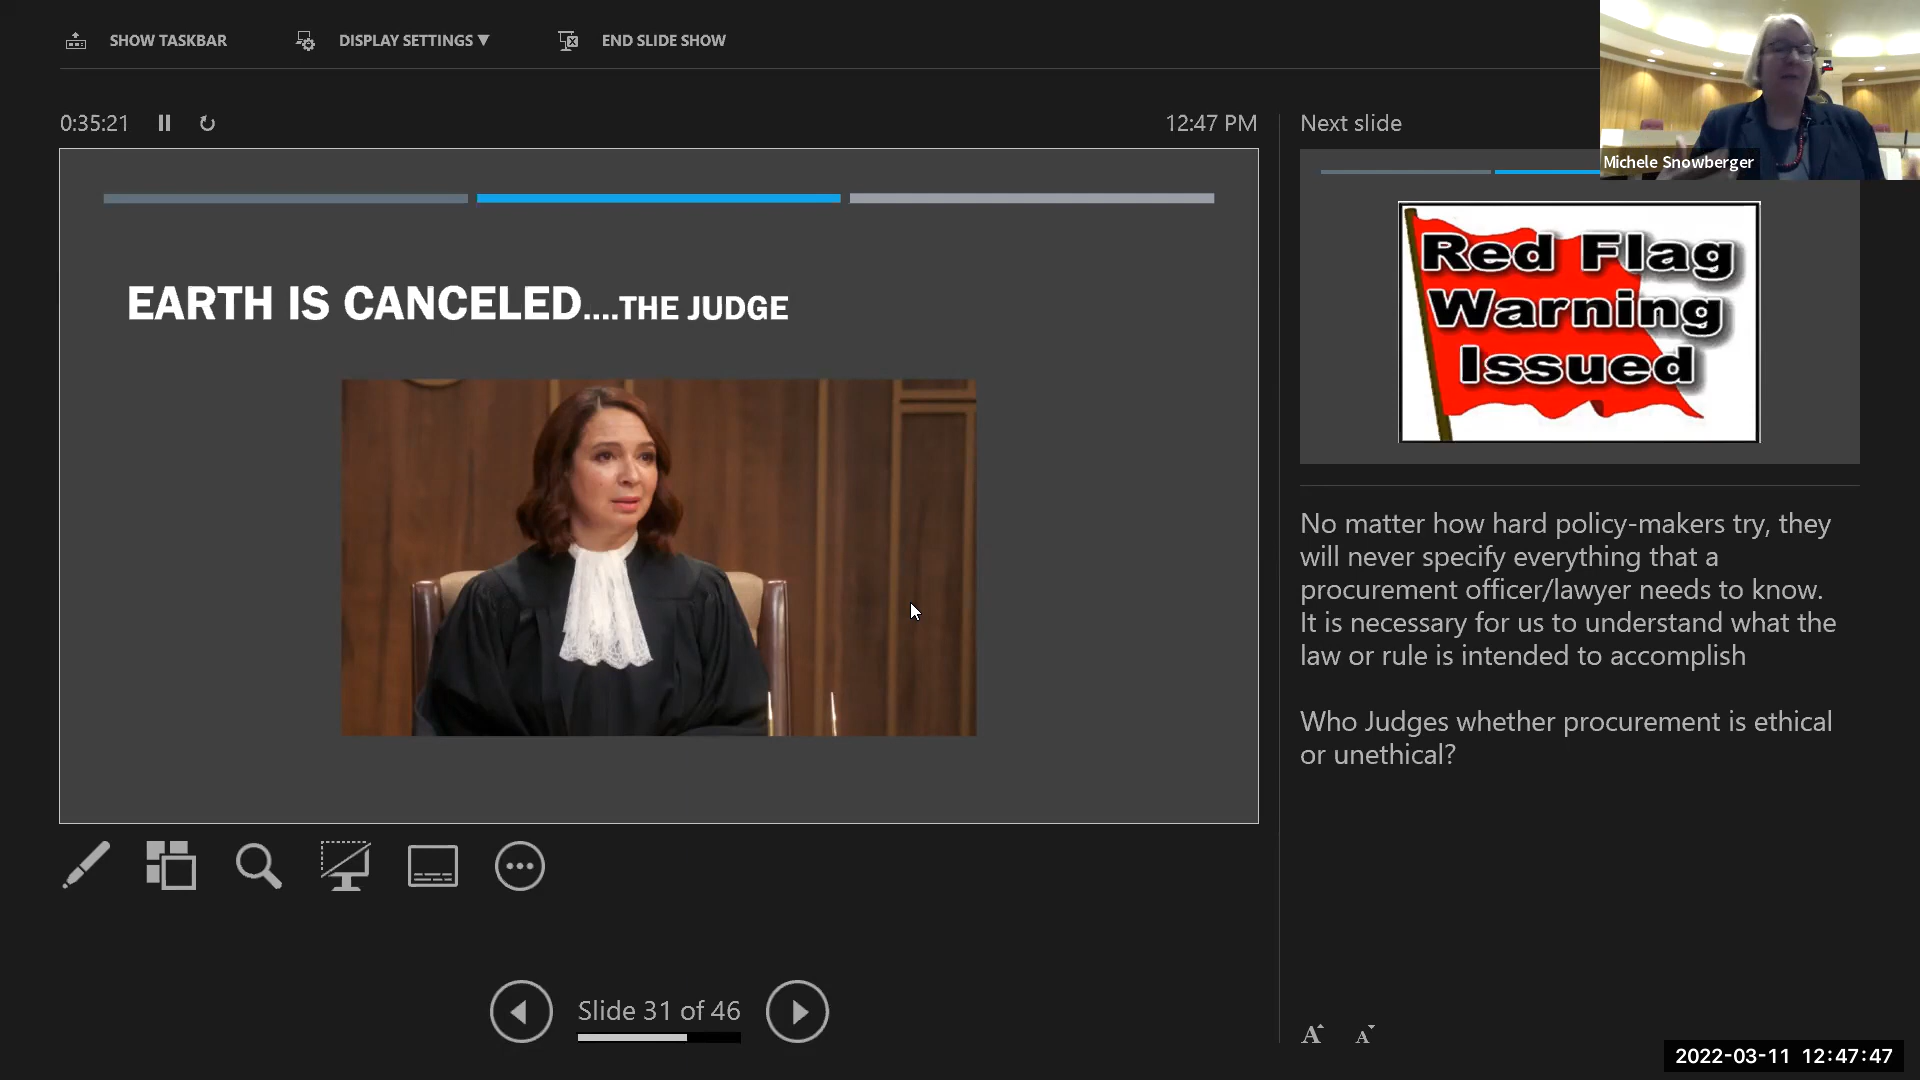 SHOW TASKBAR
DISPLAY SETTINGS ▼
END SLIDE SHOW
0:35:21
12:47 PM
Next slide
Michele Snowberger
EARTH IS CANCELED....THE JUDGE
Red Flag
Warning
Issued
No matter how hard policy-makers try, they
will never specify everything that a
procurement officer/lawyer needs to know.
It is necessary for us to understand what the
law or rule is intended to accomplish
Who Judges whether procurement is ethical
or unethical?
Slide 31 of 46
A A
2022-03-11 12:47:47